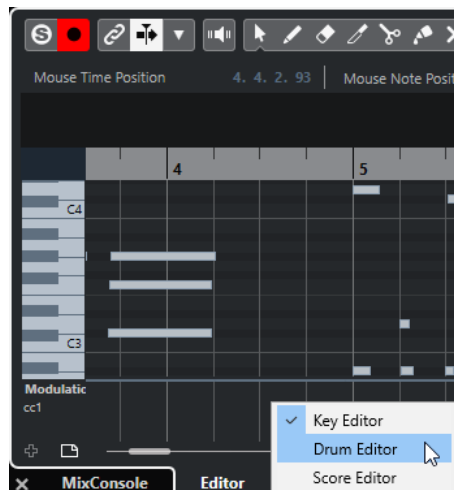 S
Mouse Time Position 4. 4. 2. 93 Mouse Note Posit
4 5
C4
C3
Modulatic
cc1
Key Editor
Drum Editor
Score Editor
MixConsole Editor